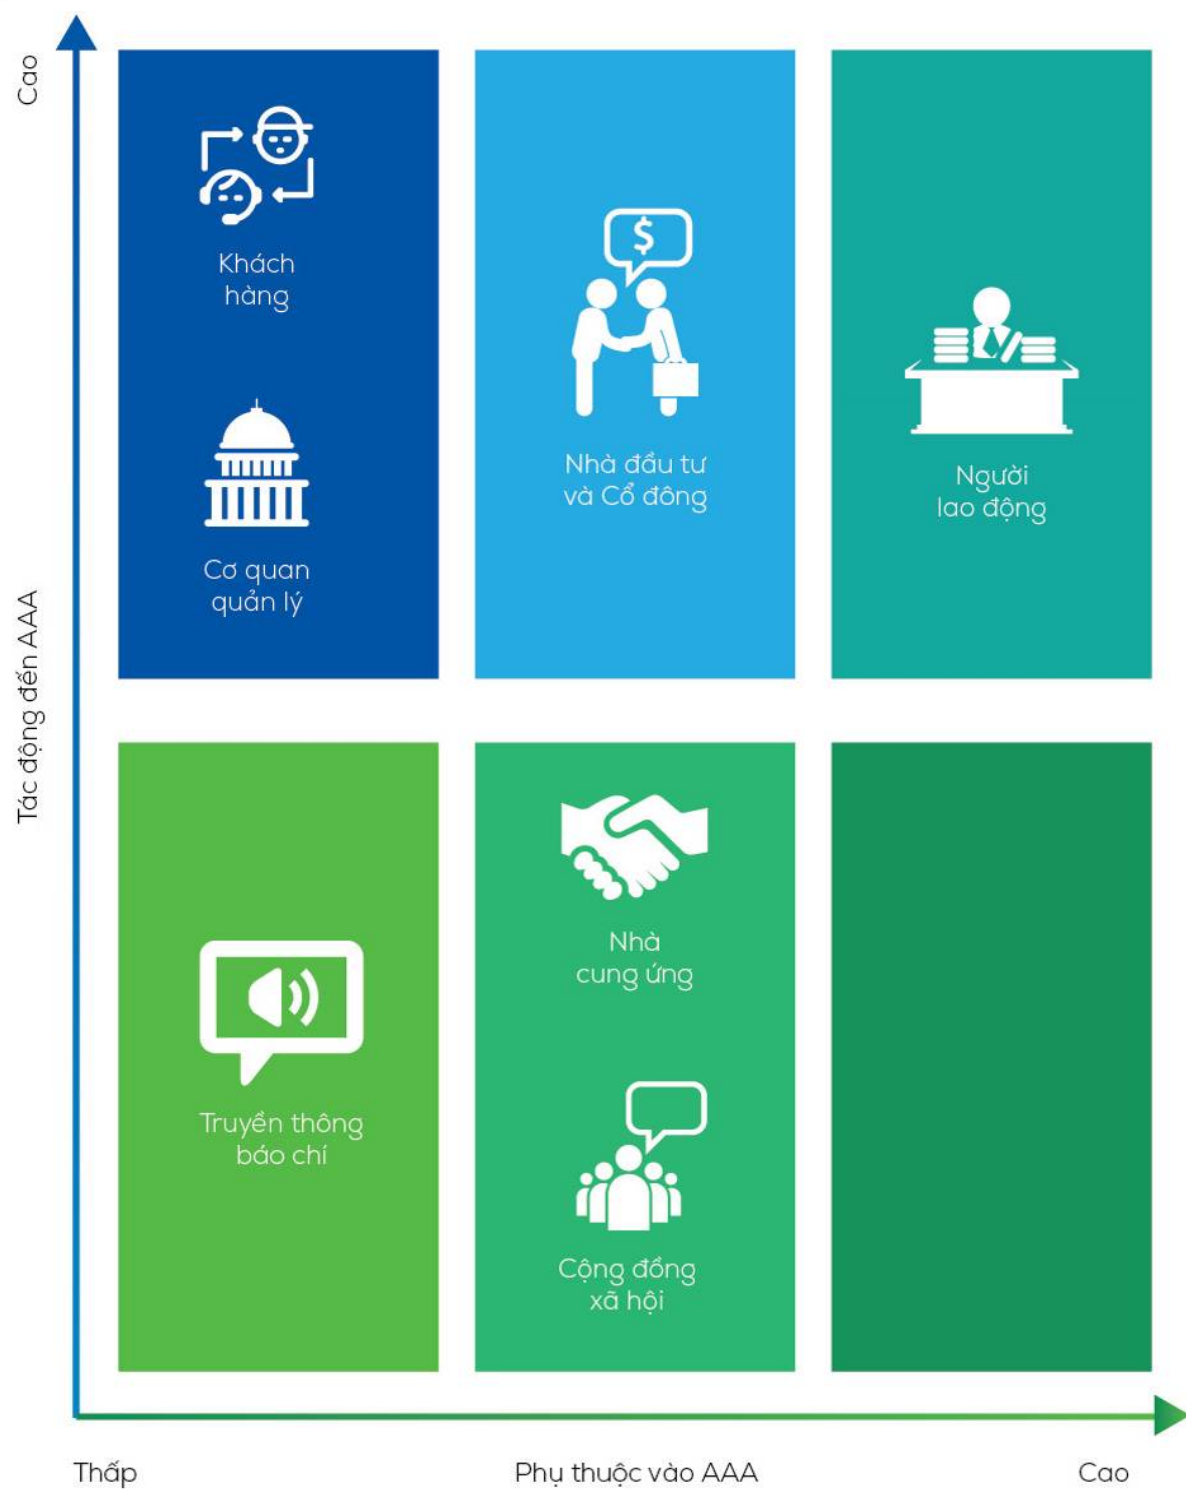 Cao
Tác động đến AAA
Khách
hàng
Cơ quan
quản lý
$
Nhà đầu tư
và Cổ đông
Người
lao động
Truyền thông
báo chí
Nhà
cung ứng
Cộng đồng
xã hội
Thấp
Phụ thuộc vào AAA
Cao